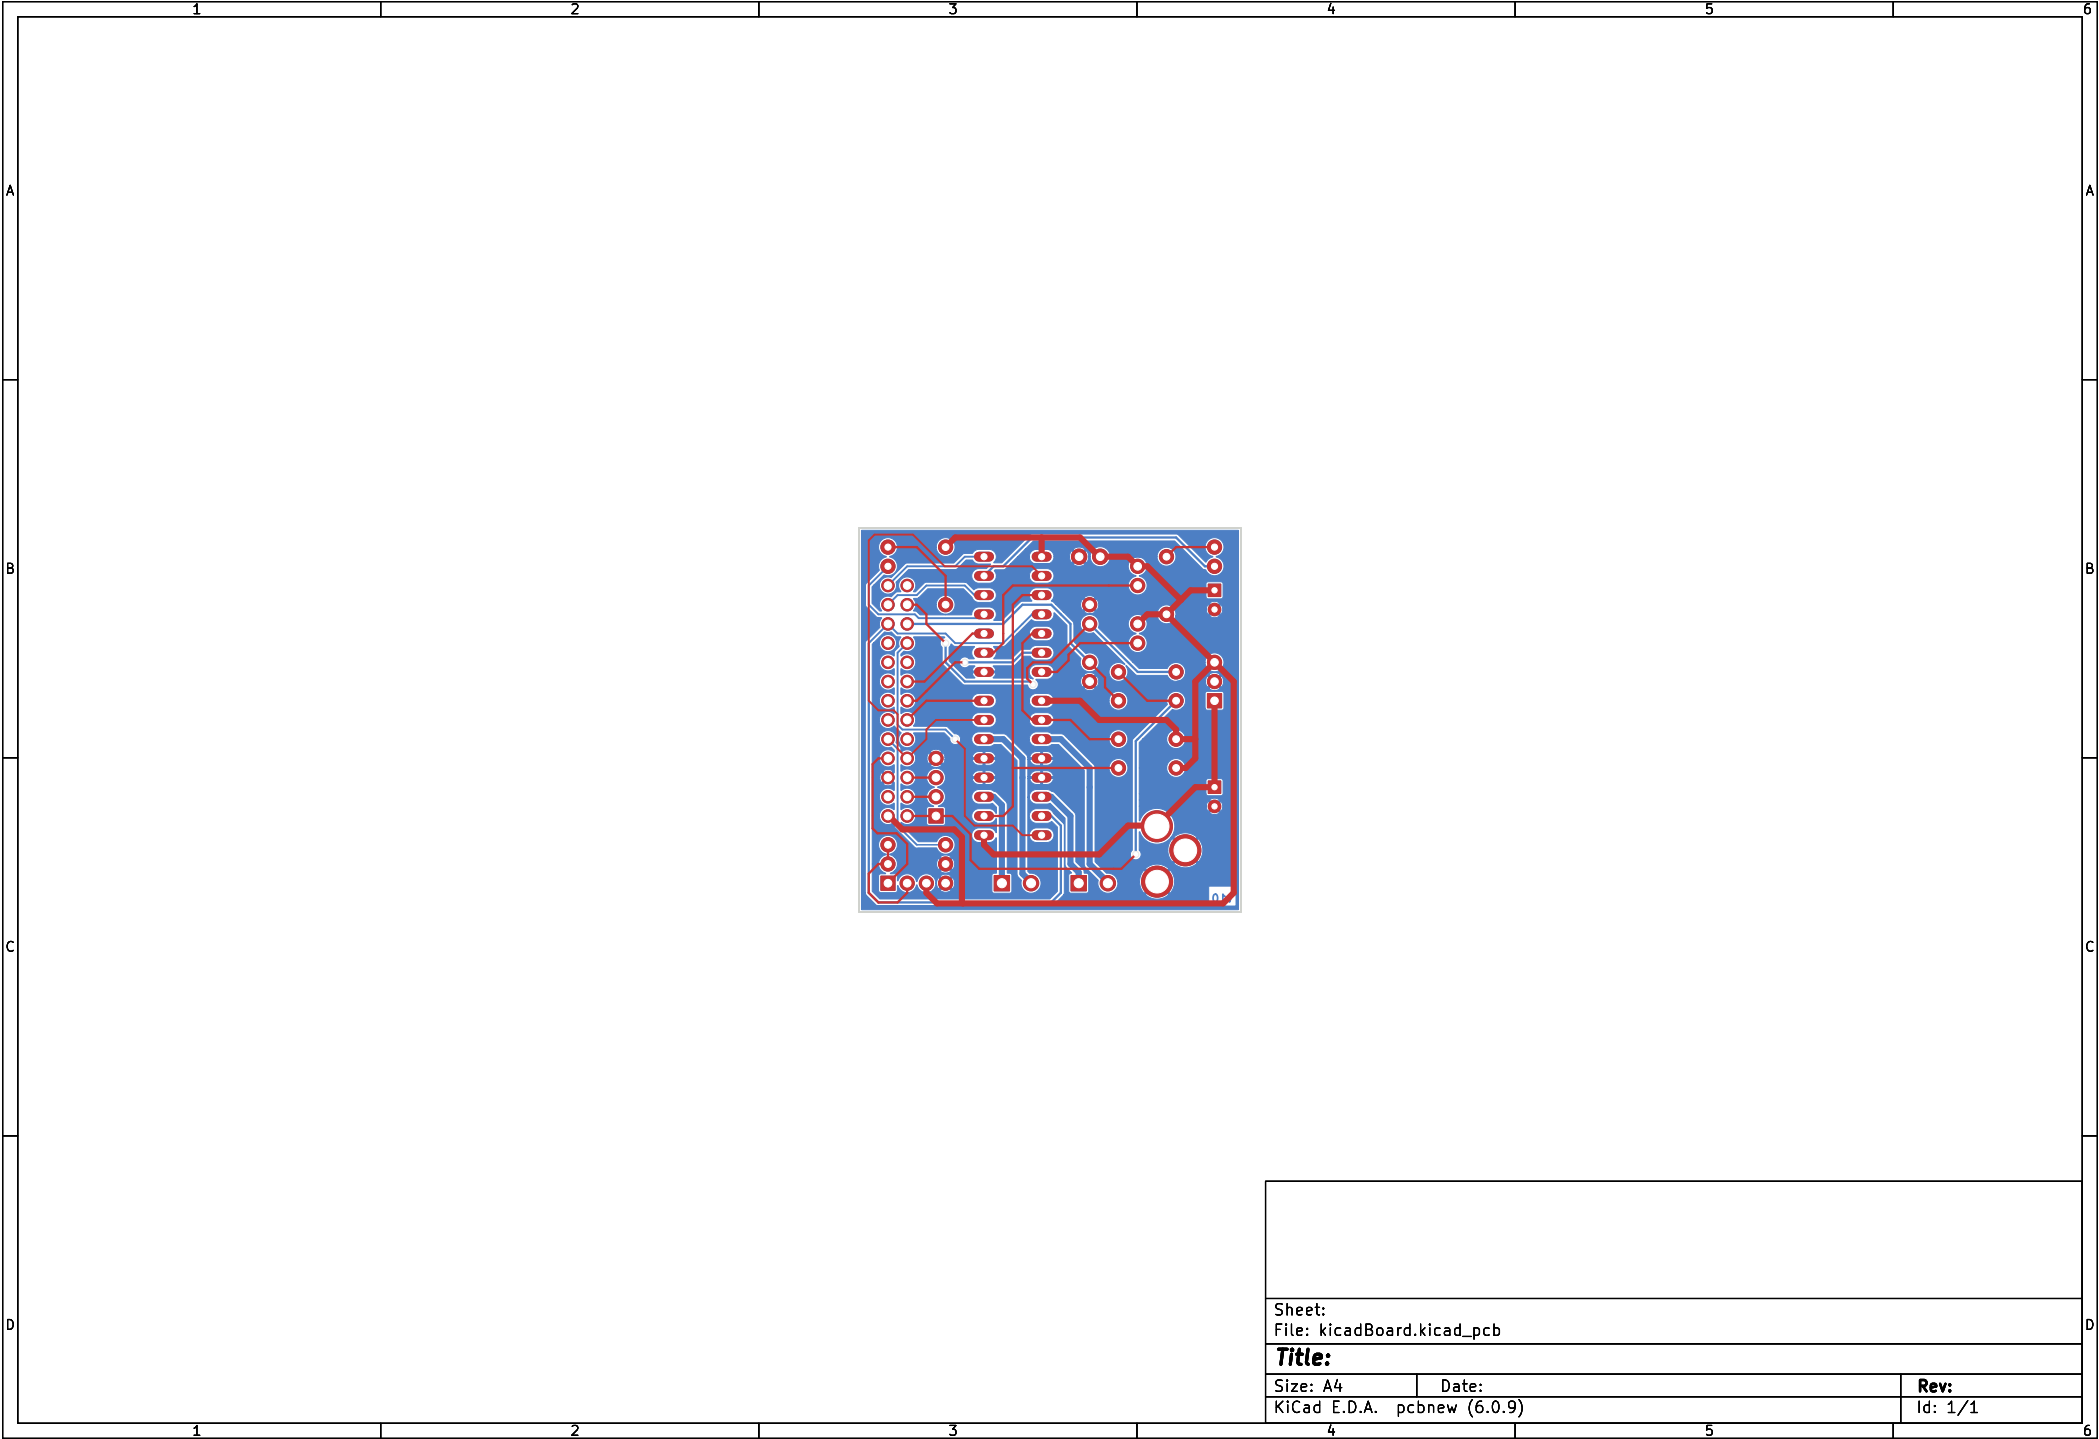 1 2 3 4 5 6
A A
B B
C C
D D
Sheet:
File: kicadBoard.kicad_pcb
Title:
Size: A4 Date: Rev:
KiCad E.D.A. pcbnew (6.0.9) Id: 1/1
1 2 3 4 5 6